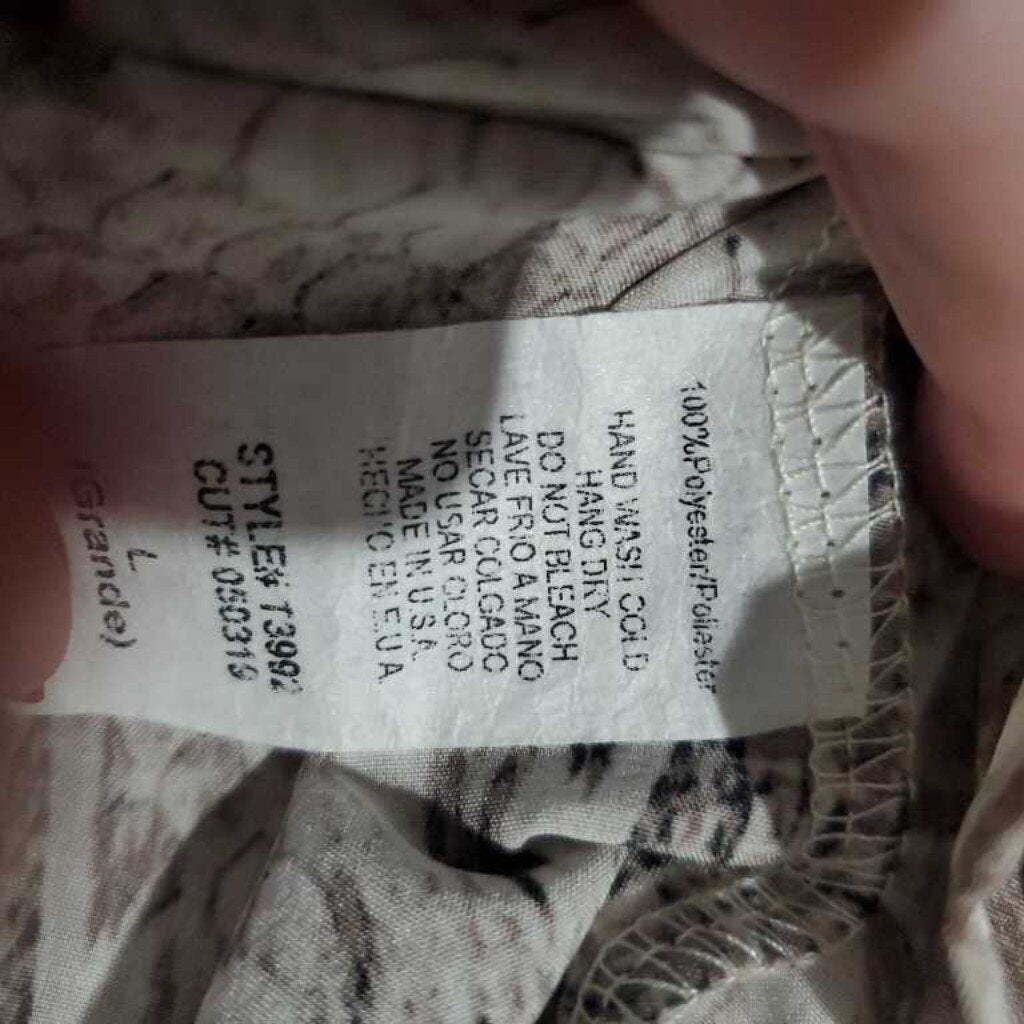 100%Polyester/Poliester
HAND WASH COLD
HANG DRY
DO NOT BLEACH
LAVE FRIO A MANO
SECAR COLGADO
NO USAR CLORO
MADE IN U.S.A.
HECHO EN E.U.A
STYLE# T3992
CUT# 050316
L
(Grande)